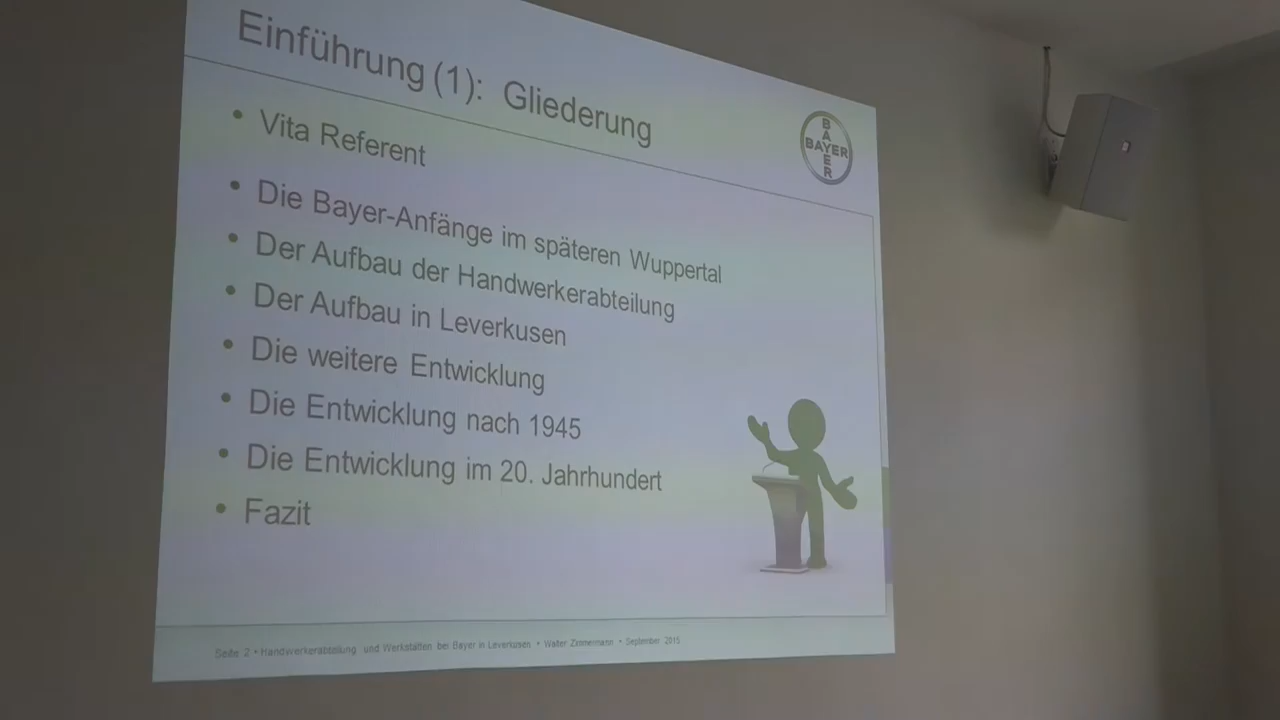 Einführung (1): Gliederung
BAYER
BAYER
• Vita Referent
• Die Bayer-Anfänge im späteren Wuppertal
• Der Aufbau der Handwerkerabteilung
• Der Aufbau in Leverkusen
• Die weitere Entwicklung
• Die Entwicklung nach 1945
• Die Entwicklung im 20. Jahrhundert
• Fazit
Seite 2 • Handwerkerabteilung und Werkstätten bei Bayer in Leverkusen • Walter Zimmermann • September 2015